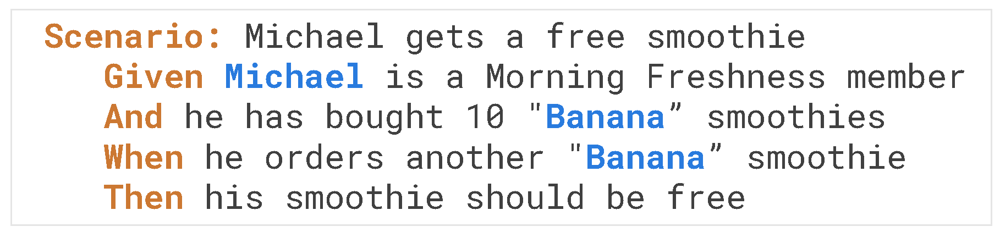 Scenario: Michael gets a free smoothie
Given Michael is a Morning Freshness member
And he has bought 10 "Banana” smoothies
When he orders another "Banana” smoothie
Then his smoothie should be free